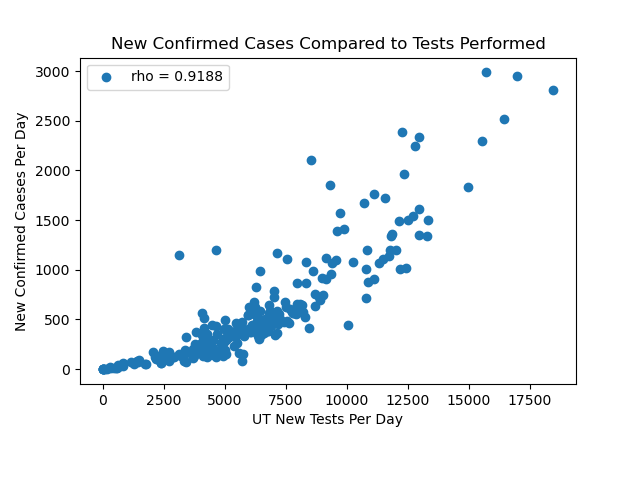 New Confirmed Cases Compared to Tests Performed
rho = 0.9188
New Confirmed Caeses Per Day
3000
2500
2000
1500
1000
500
0
0 2500 5000 7500 10000 12500 15000 17500
UT New Tests Per Day